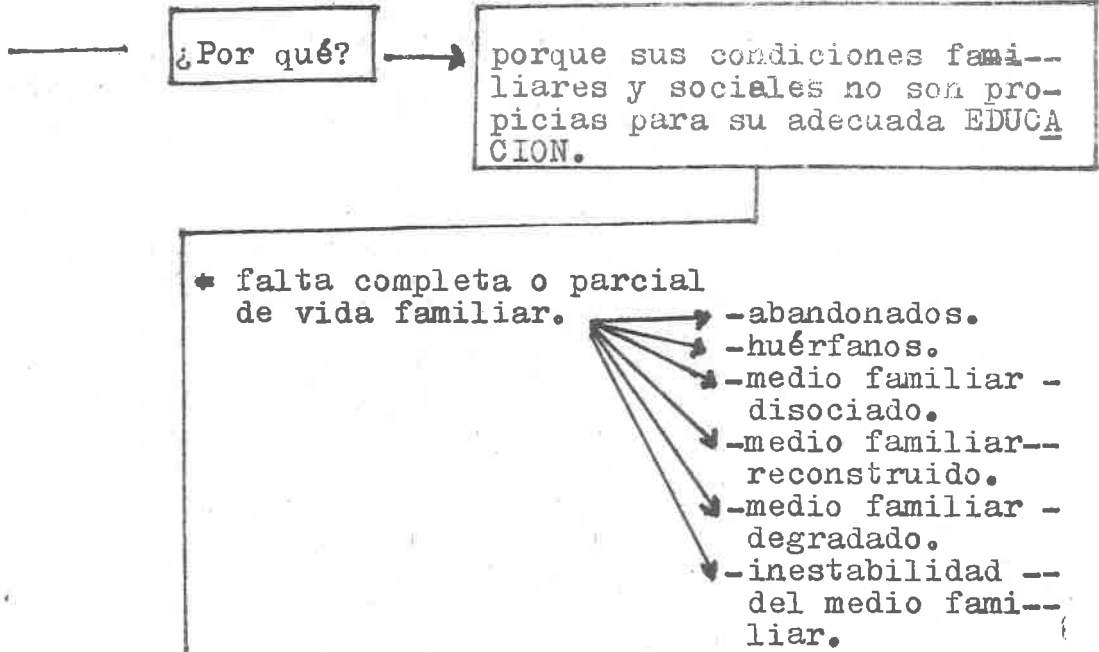 ¿Por qué?
porque sus condiciones fami--
liares y sociales no son pro-
picias para su adecuada EDUCA
CION.
* falta completa o parcial
de vida familiar.
-abandonados.
-huérfanos.
-medio familiar -
disociado.
-medio familiar--
reconstruido.
-medio familiar -
degradado.
-inestabilidad --
del medio fami--
liar.